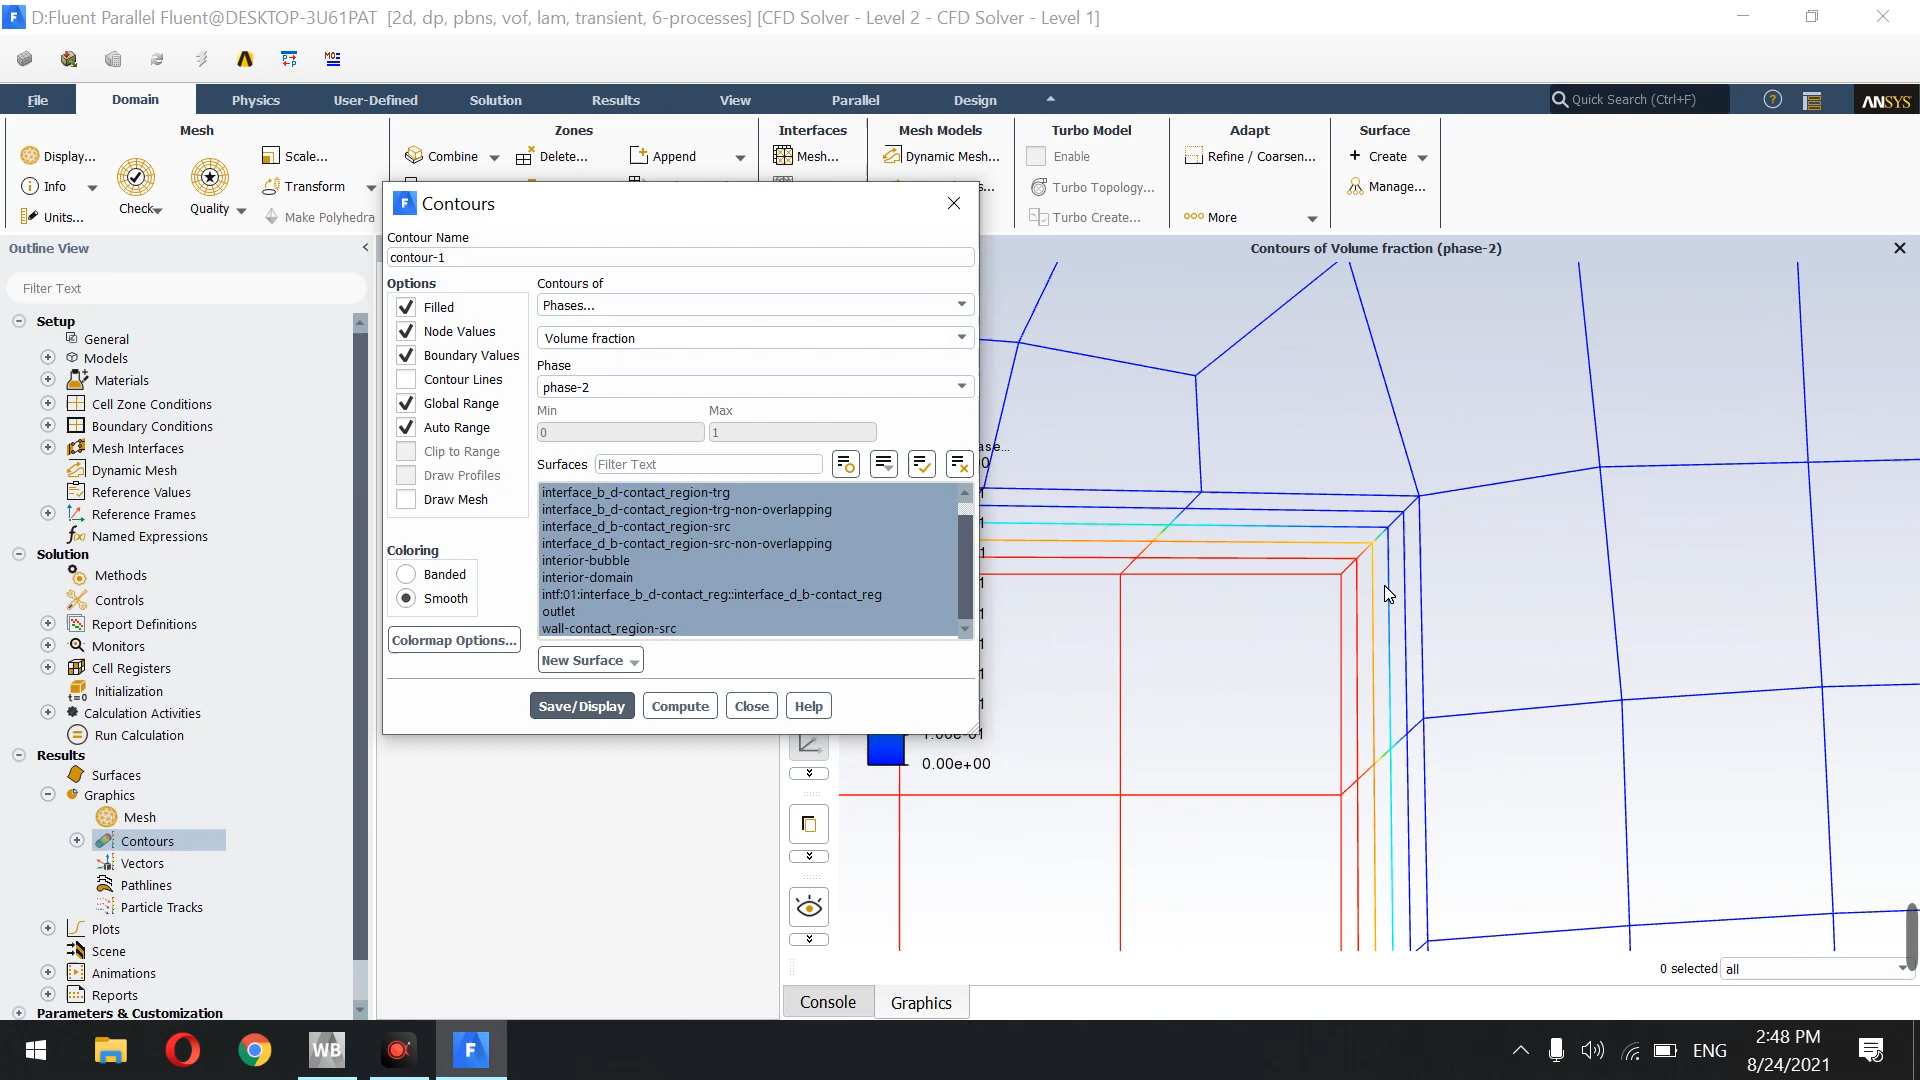 D:Fluent Parallel Fluent@DESKTOP-3U61PAT [2d, dp, pbns, vof, lam, transient, 6-processes] [CFD Solver - Level 2 - CFD Solver - Level 1]
File
Domain
Physics
User-Defined
Solution
Results
View
Parallel
Design
Quick Search (Ctrl+F)
ANSYS
Mesh
Zones
Interfaces
Mesh Models
Turbo Model
Adapt
Surface
Display...
Info
Units...
Check
Quality
Scale...
Transform
Make Polyhedra
Combine
Delete...
Append
Mesh...
Dynamic Mesh...
Enable
Turbo Topology...
Turbo Create...
Refine / Coarsen...
More
Create
Manage...
Outline View
Filter Text
Setup
General
Models
Materials
Cell Zone Conditions
Boundary Conditions
Mesh Interfaces
Dynamic Mesh
Reference Values
Reference Frames
Named Expressions
Solution
Methods
Controls
Report Definitions
Monitors
Cell Registers
Initialization
Calculation Activities
Run Calculation
Results
Surfaces
Graphics
Mesh
Contours
Vectors
Pathlines
Particle Tracks
Plots
Scene
Animations
Reports
Parameters & Customization
Contours
Contour Name
contour-1
Options
Filled
Node Values
Boundary Values
Contour Lines
Global Range
Auto Range
Clip to Range
Draw Profiles
Draw Mesh
Coloring
Banded
Smooth
Colormap Options...
Contours of
Phases...
Volume fraction
Phase
phase-2
Min
Max
0
1
Surfaces
Filter Text
interface_b_d-contact_region-trg
interface_b_d-contact_region-trg-non-overlapping
interface_d_b-contact_region-src
interface_d_b-contact_region-src-non-overlapping
interior-bubble
interior-domain
intf:01:interface_b_d-contact_reg::interface_d_b-contact_reg
outlet
wall-contact_region-src
New Surface
Save/Display
Compute
Close
Help
Contours of Volume fraction (phase-2)
0.00e+00
0 selected
all
Console
Graphics
WB
ENG
2:48 PM
8/24/2021